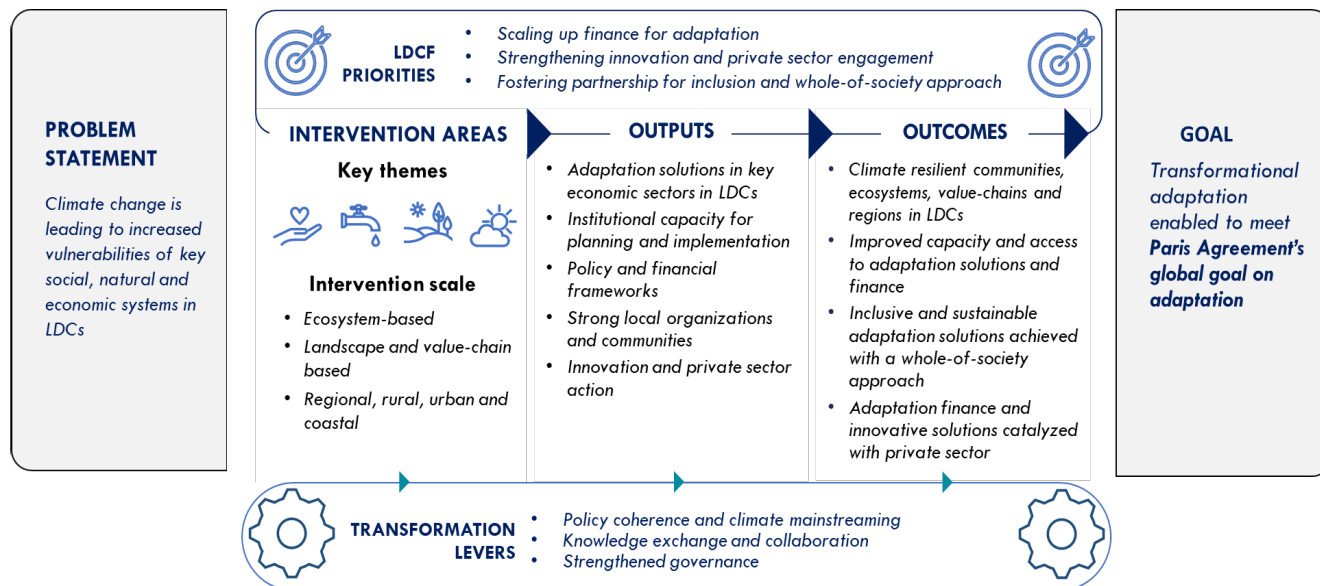 PROBLEM
STATEMENT
Climate change is
leading to increased
vulnerabilities of key
social, natural and
economic systems in
LDCs
LDCF
PRIORITIES
• Scaling up finance for adaptation
• Strengthening innovation and private sector engagement
• Fostering partnership for inclusion and whole-of-society approach
INTERVENTION AREAS
Key themes
Intervention scale
• Ecosystem-based
• Landscape and value-chain
based
• Regional, rural, urban and
coastal
OUTPUTS
• Adaptation solutions in key
economic sectors in LDCs
• Institutional capacity for
planning and implementation
• Policy and financial
frameworks
• Strong local organizations
and communities
• Innovation and private sector
action
OUTCOMES
• Climate resilient communities,
ecosystems, value-chains and
regions in LDCs
• Improved capacity and access
to adaptation solutions and
finance
• Inclusive and sustainable
adaptation solutions achieved
with a whole-of-society
approach
• Adaptation finance and
innovative solutions catalyzed
with private sector
GOAL
Transformational
adaptation
enabled to meet
Paris Agreement's
global goal on
adaptation
TRANSFORMATION
LEVERS
• Policy coherence and climate mainstreaming
• Knowledge exchange and collaboration
• Strengthened governance